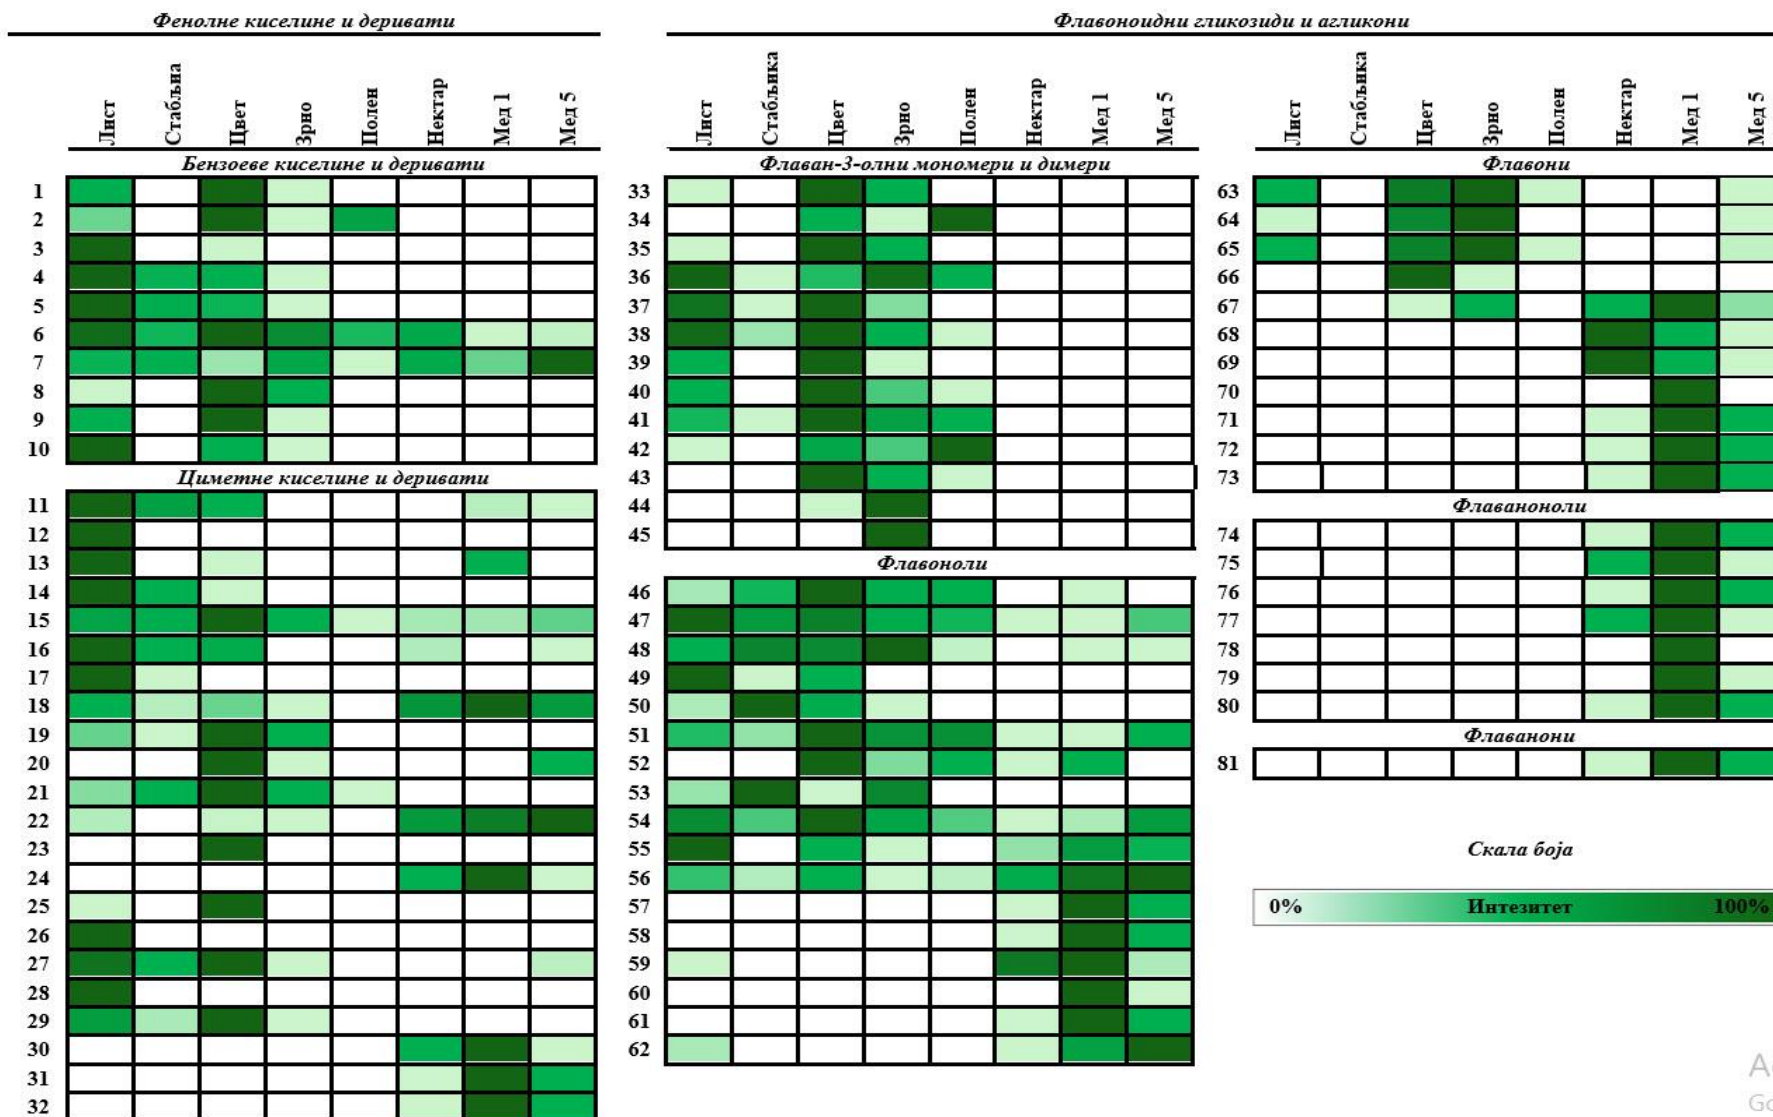 Фенолне киселине и деривати
Флавоноидни гликозиди и агликони
Лист
Стабљна
Цвет
Зрно
Полен
Нектар
Мед 1
Мед 5
Лист
Стабљика
Цвет
Зрно
Полен
Нектар
Мед 1
Мед 5
Лист
Стабљика
Цвет
Зрно
Полен
Нектар
Мед 1
Мед 5
Бензоеве киселине и деривати
1
2
3
4
5
6
7
8
9
10
Циметне киселине и деривати
11
12
13
14
15
16
17
18
19
20
21
22
23
24
25
26
27
28
29
30
31
32
Флаван-3-олни мономери и димери
33
34
35
36
37
38
39
40
41
42
43
44
45
Флавоноли
46
47
48
49
50
51
52
53
54
55
56
57
58
59
60
61
62
Флавони
63
64
65
66
67
68
69
70
71
72
73
Флаваноноли
74
75
76
77
78
79
80
Флаванони
81
Скала боја
0% Интезитет 100%